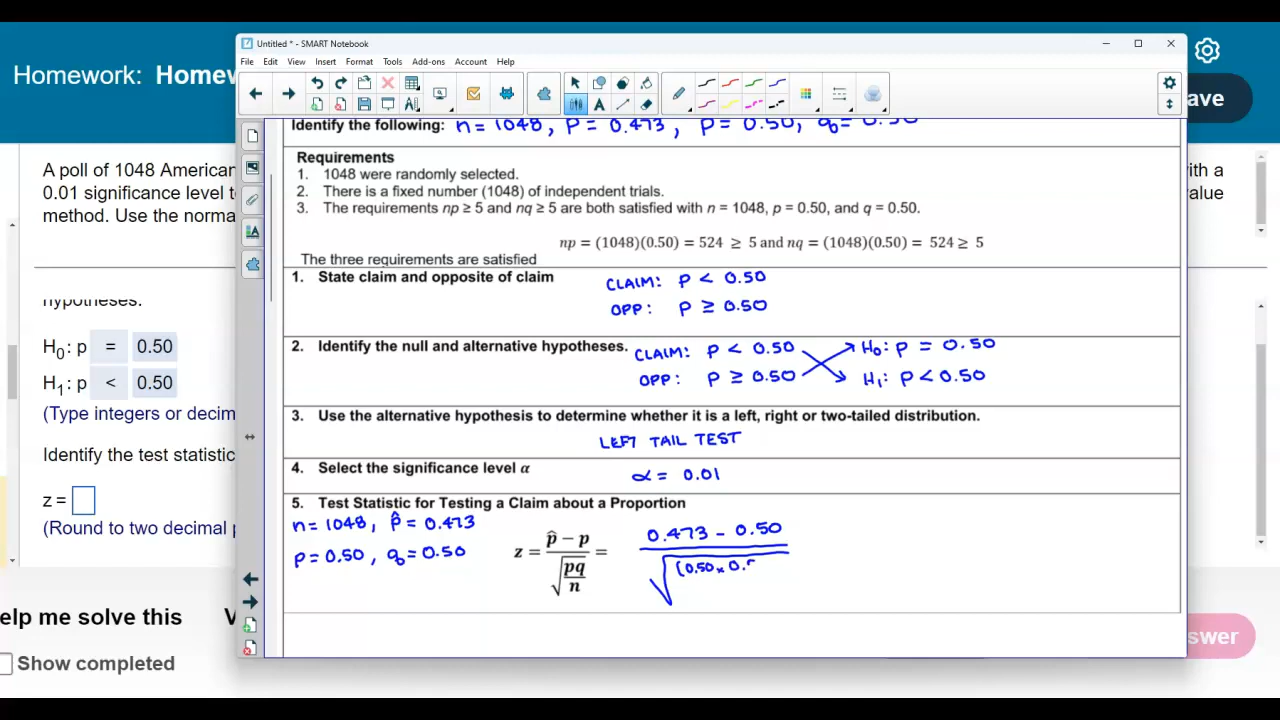 Untitled * - SMART Notebook
File Edit View Insert Format Tools Add-ons Account Help
Homework: Homew
ave
A poll of 1048 American
0.01 significance level t
method. Use the norma
with a
value
hypotheses.
H0: p = 0.50
H1: p < 0.50
(Type integers or decim
Identify the test statistic
z =
(Round to two decimal p
elp me solve this
Show completed
swer
Identify the following: n = 1048, p̂ = 0.473, p = 0.50, q = 0.50
Requirements
1. 1048 were randomly selected.
2. There is a fixed number (1048) of independent trials.
3. The requirements np ≥ 5 and nq ≥ 5 are both satisfied with n = 1048, p = 0.50, and q = 0.50.
np = (1048)(0.50) = 524 ≥ 5 and nq = (1048)(0.50) = 524 ≥ 5
The three requirements are satisfied
1. State claim and opposite of claim
CLAIM: P < 0.50
OPP: P ≥ 0.50
2. Identify the null and alternative hypotheses.
CLAIM: P < 0.50 H0: P = 0.50
OPP: P ≥ 0.50 H1: P < 0.50
3. Use the alternative hypothesis to determine whether it is a left, right or two-tailed distribution.
LEFT TAIL TEST
4. Select the significance level α
α = 0.01
5. Test Statistic for Testing a Claim about a Proportion
n = 1048, p̂ = 0.473
p = 0.50, q = 0.50
z = (p̂ − p) / √(pq/n) =
0.473 − 0.50
√ (0.50 × 0.